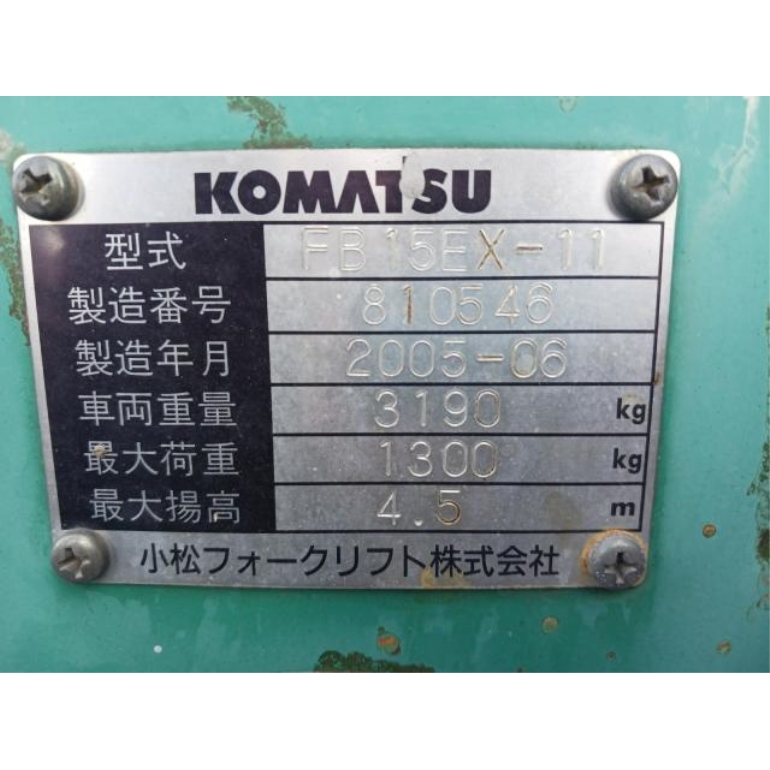 KOMATSU
型式 FB15EX-11
製造番号 810546
製造年月 2005-06
車両重量 3190 kg
最大荷重 1300 kg
最大揚高 4.5 m
小松フォークリフト株式会社